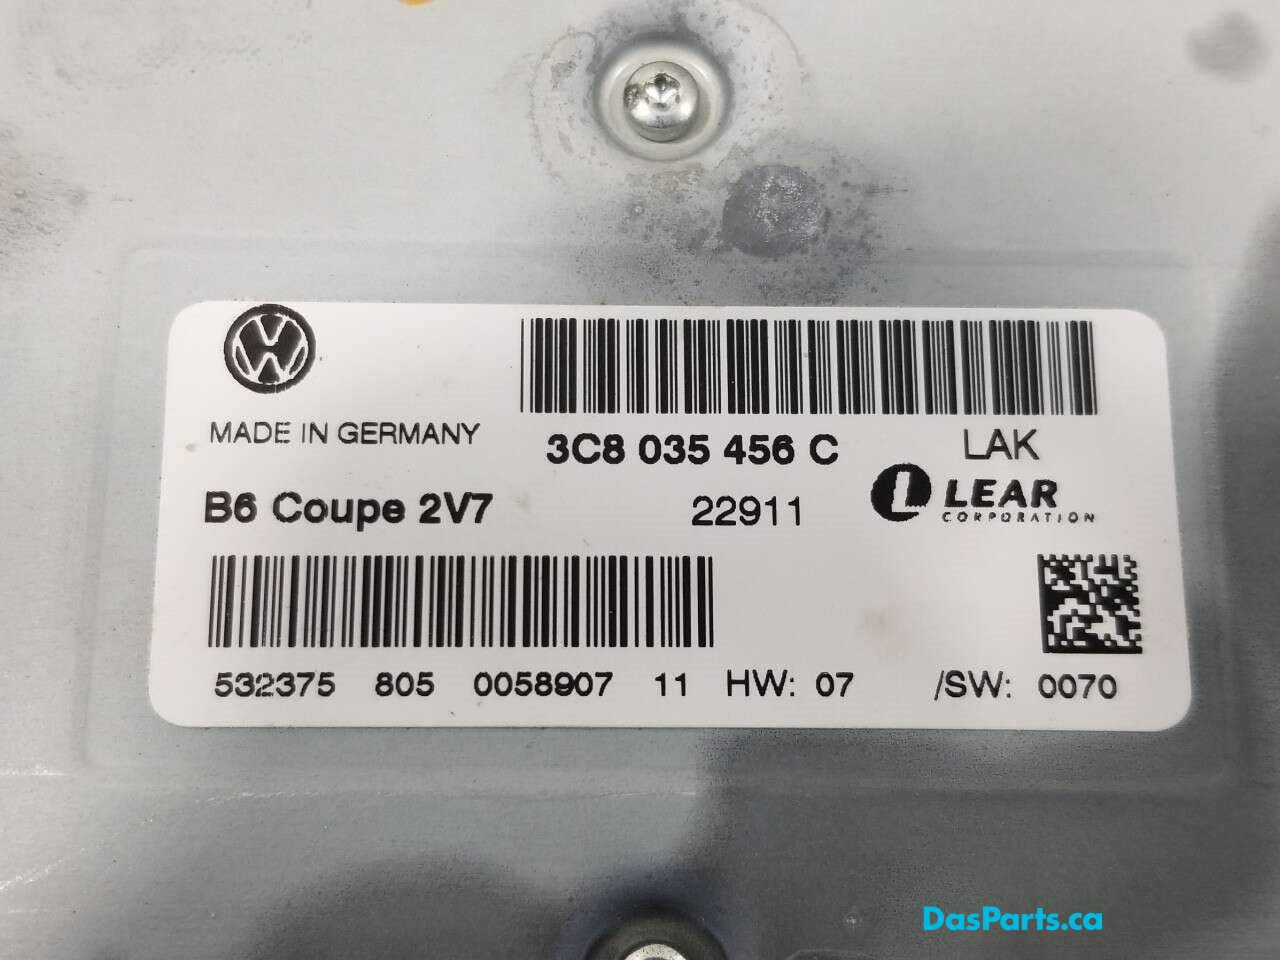 MADE IN GERMANY
3C8 035 456 C LAK
B6 Coupe 2V7 22911
LEAR
CORPORATION
532375 805 0058907 11 HW: 07 /SW: 0070
DasParts.ca